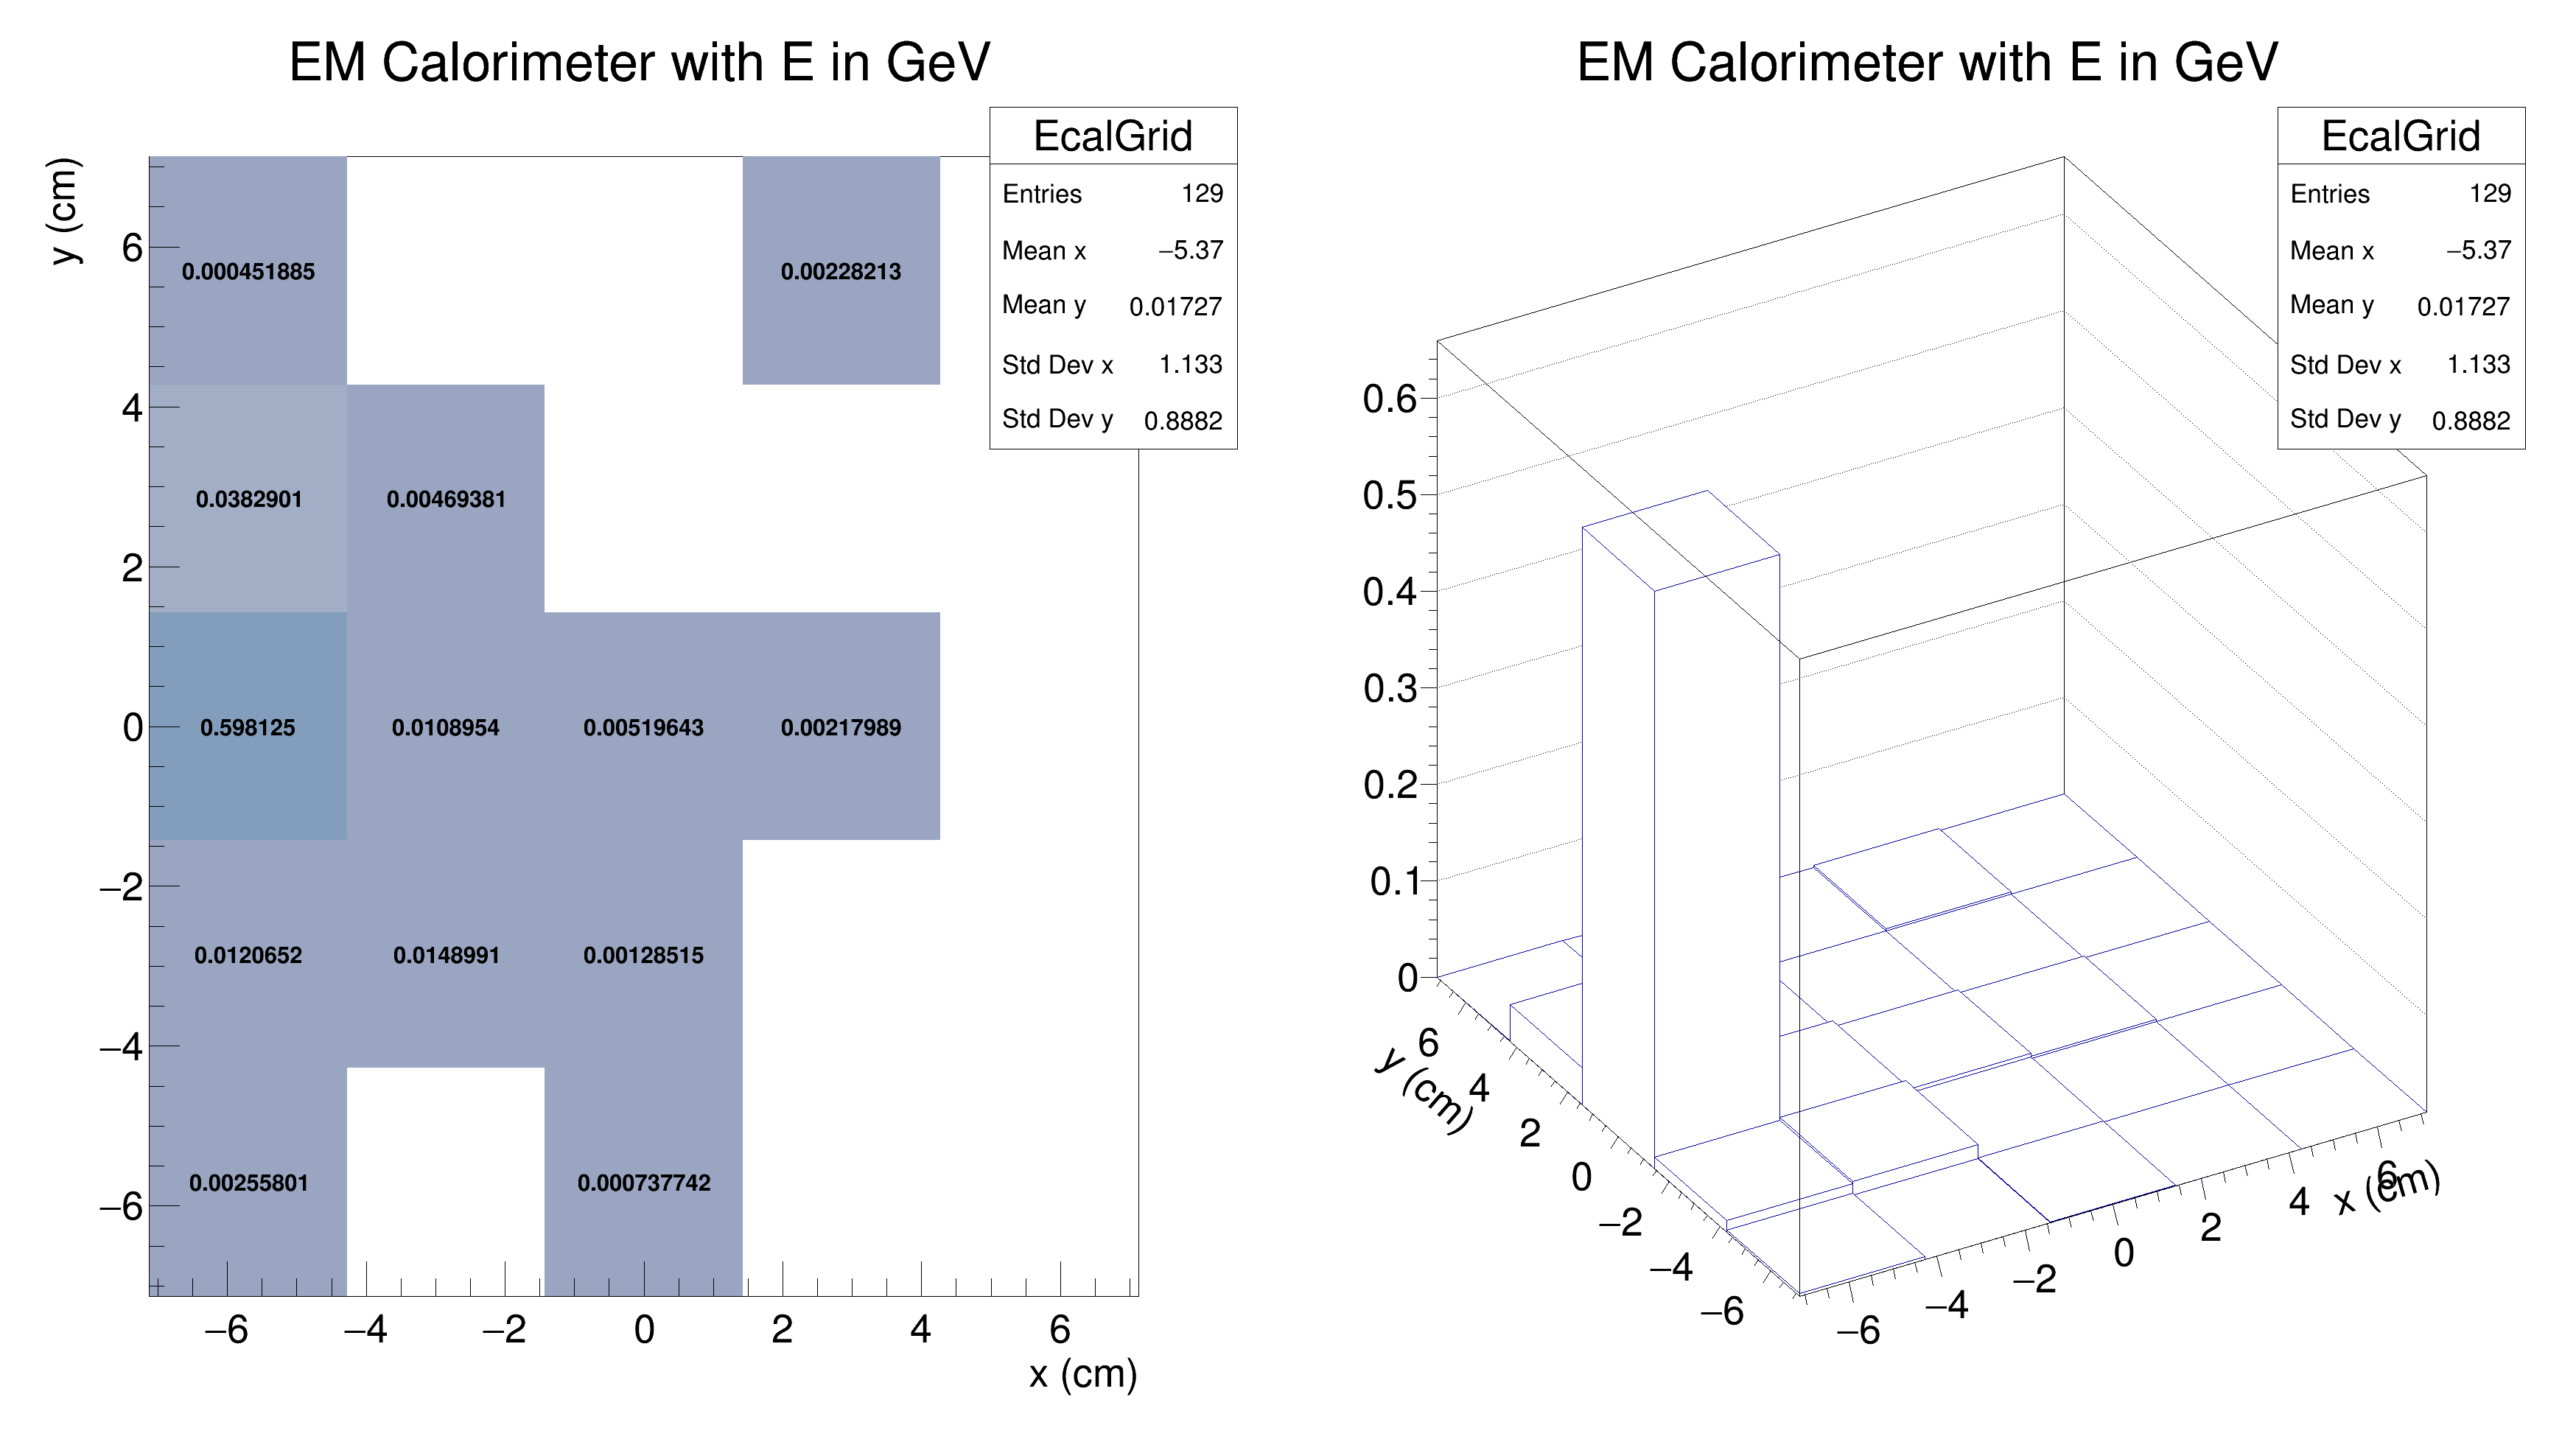 EM Calorimeter with E in GeV
EcalGrid
Entries 129
Mean x −5.37
Mean y 0.01727
Std Dev x 1.133
Std Dev y 0.8882
y (cm)
6
4
2
0
−2
−4
−6
0.000451885 0.00228213
0.0382901 0.00469381
0.598125 0.0108954 0.00519643 0.00217989
0.0120652 0.0148991 0.00128515
0.00255801 0.000737742
−6 −4 −2 0 2 4 6
x (cm)
EM Calorimeter with E in GeV
EcalGrid
Entries 129
Mean x −5.37
Mean y 0.01727
Std Dev x 1.133
Std Dev y 0.8882
0.6
0.5
0.4
0.3
0.2
0.1
0
y (cm)
6
4
2
0
−2
−4
−6
−6
−4
−2
0
2
4
6
x (cm)